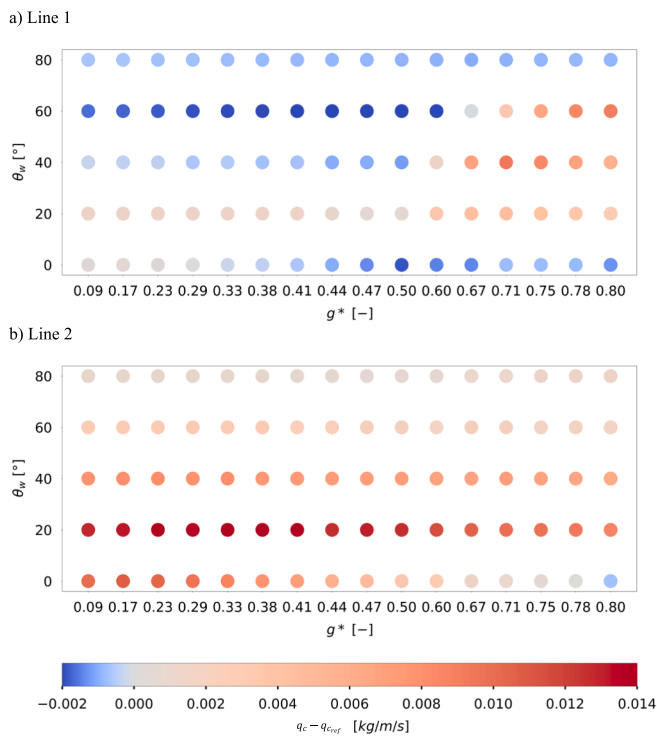 a) Line 1
80
60
40
20
0
θw [°]
0.09 0.17 0.23 0.29 0.33 0.38 0.41 0.44 0.47 0.50 0.60 0.67 0.71 0.75 0.78 0.80
g* [−]
b) Line 2
80
60
40
20
0
θw [°]
0.09 0.17 0.23 0.29 0.33 0.38 0.41 0.44 0.47 0.50 0.60 0.67 0.71 0.75 0.78 0.80
g* [−]
−0.002 0.000 0.002 0.004 0.006 0.008 0.010 0.012 0.014
qc − qcref [kg/m/s]